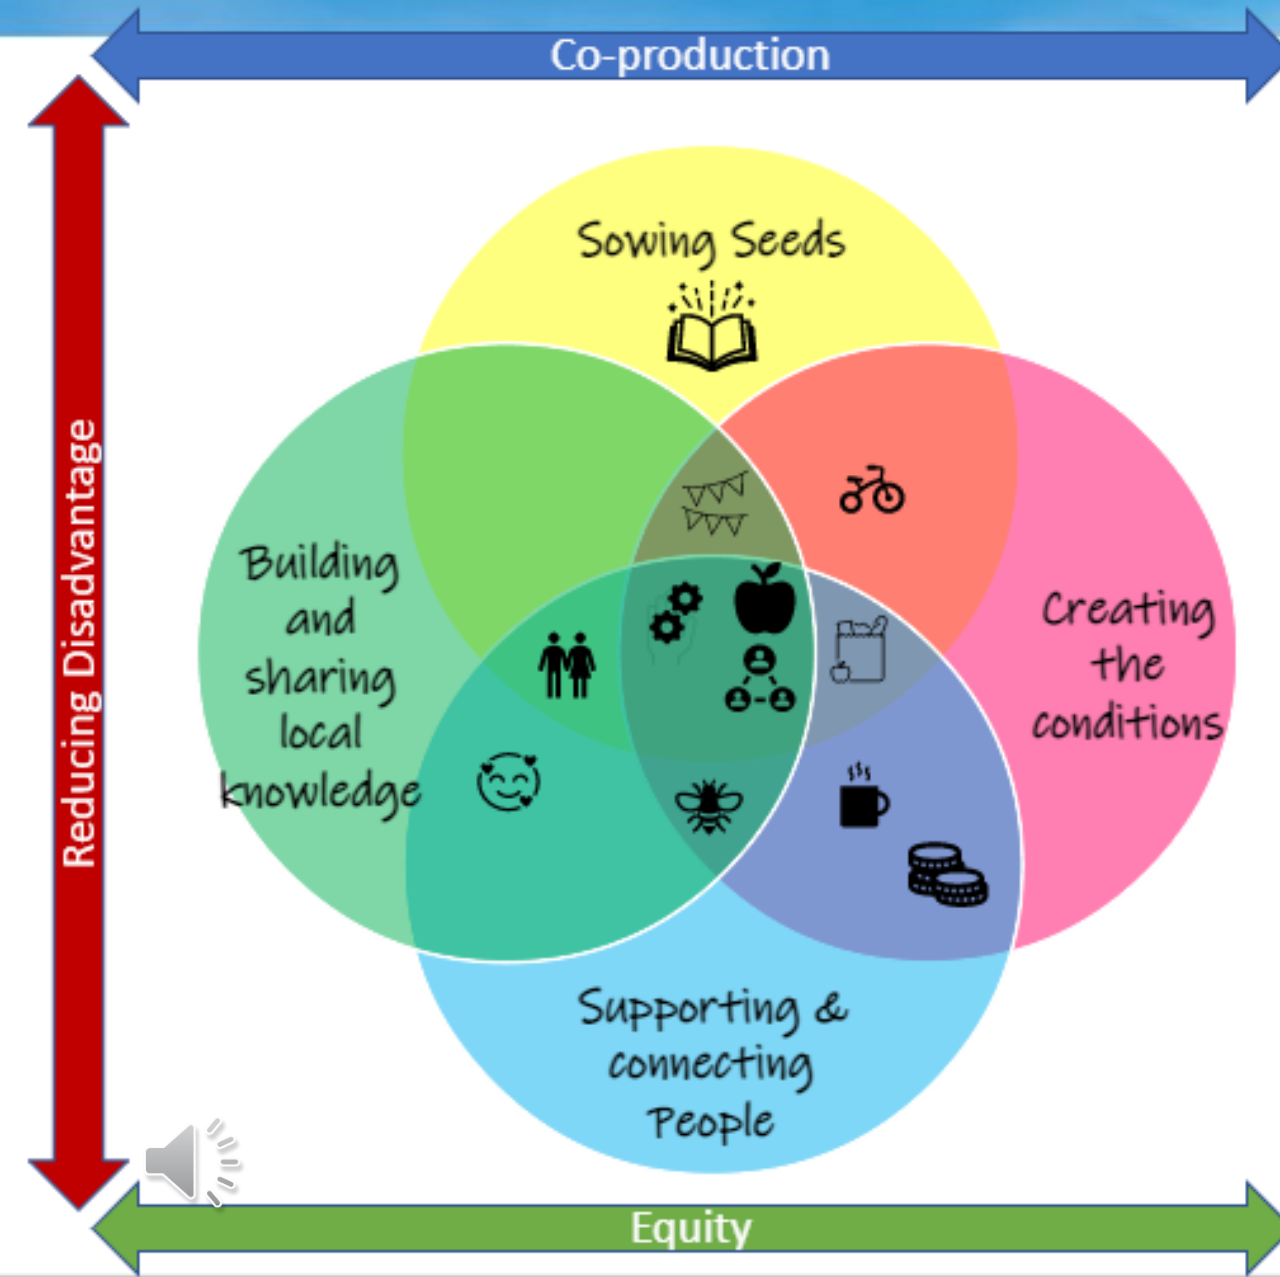 Co-production
Reducing Disadvantage
Sowing Seeds
Building
and
sharing
local
knowledge
Creating
the
conditions
Supporting &
connecting
People
Equity